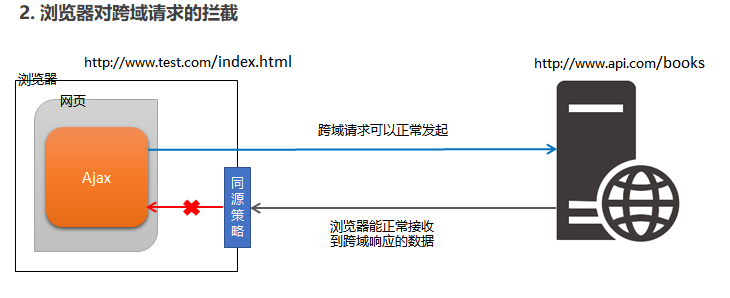 2. 浏览器对跨域请求的拦截
http://www.test.com/index.html
http://www.api.com/books
浏览器
网页
跨域请求可以正常发起
Ajax
同
源
策
略
浏览器能正常接收
到跨域响应的数据